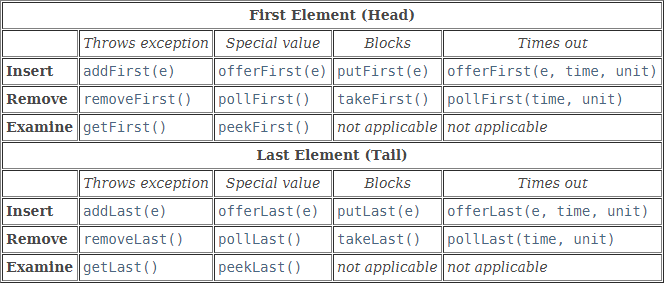 First Element (Head)
Throws exception Special value Blocks Times out
Insert addFirst(e) offerFirst(e) putFirst(e) offerFirst(e, time, unit)
Remove removeFirst() pollFirst() takeFirst() pollFirst(time, unit)
Examine getFirst() peekFirst() not applicable not applicable
Last Element (Tail)
Throws exception Special value Blocks Times out
Insert addLast(e) offerLast(e) putLast(e) offerLast(e, time, unit)
Remove removeLast() pollLast() takeLast() pollLast(time, unit)
Examine getLast() peekLast() not applicable not applicable